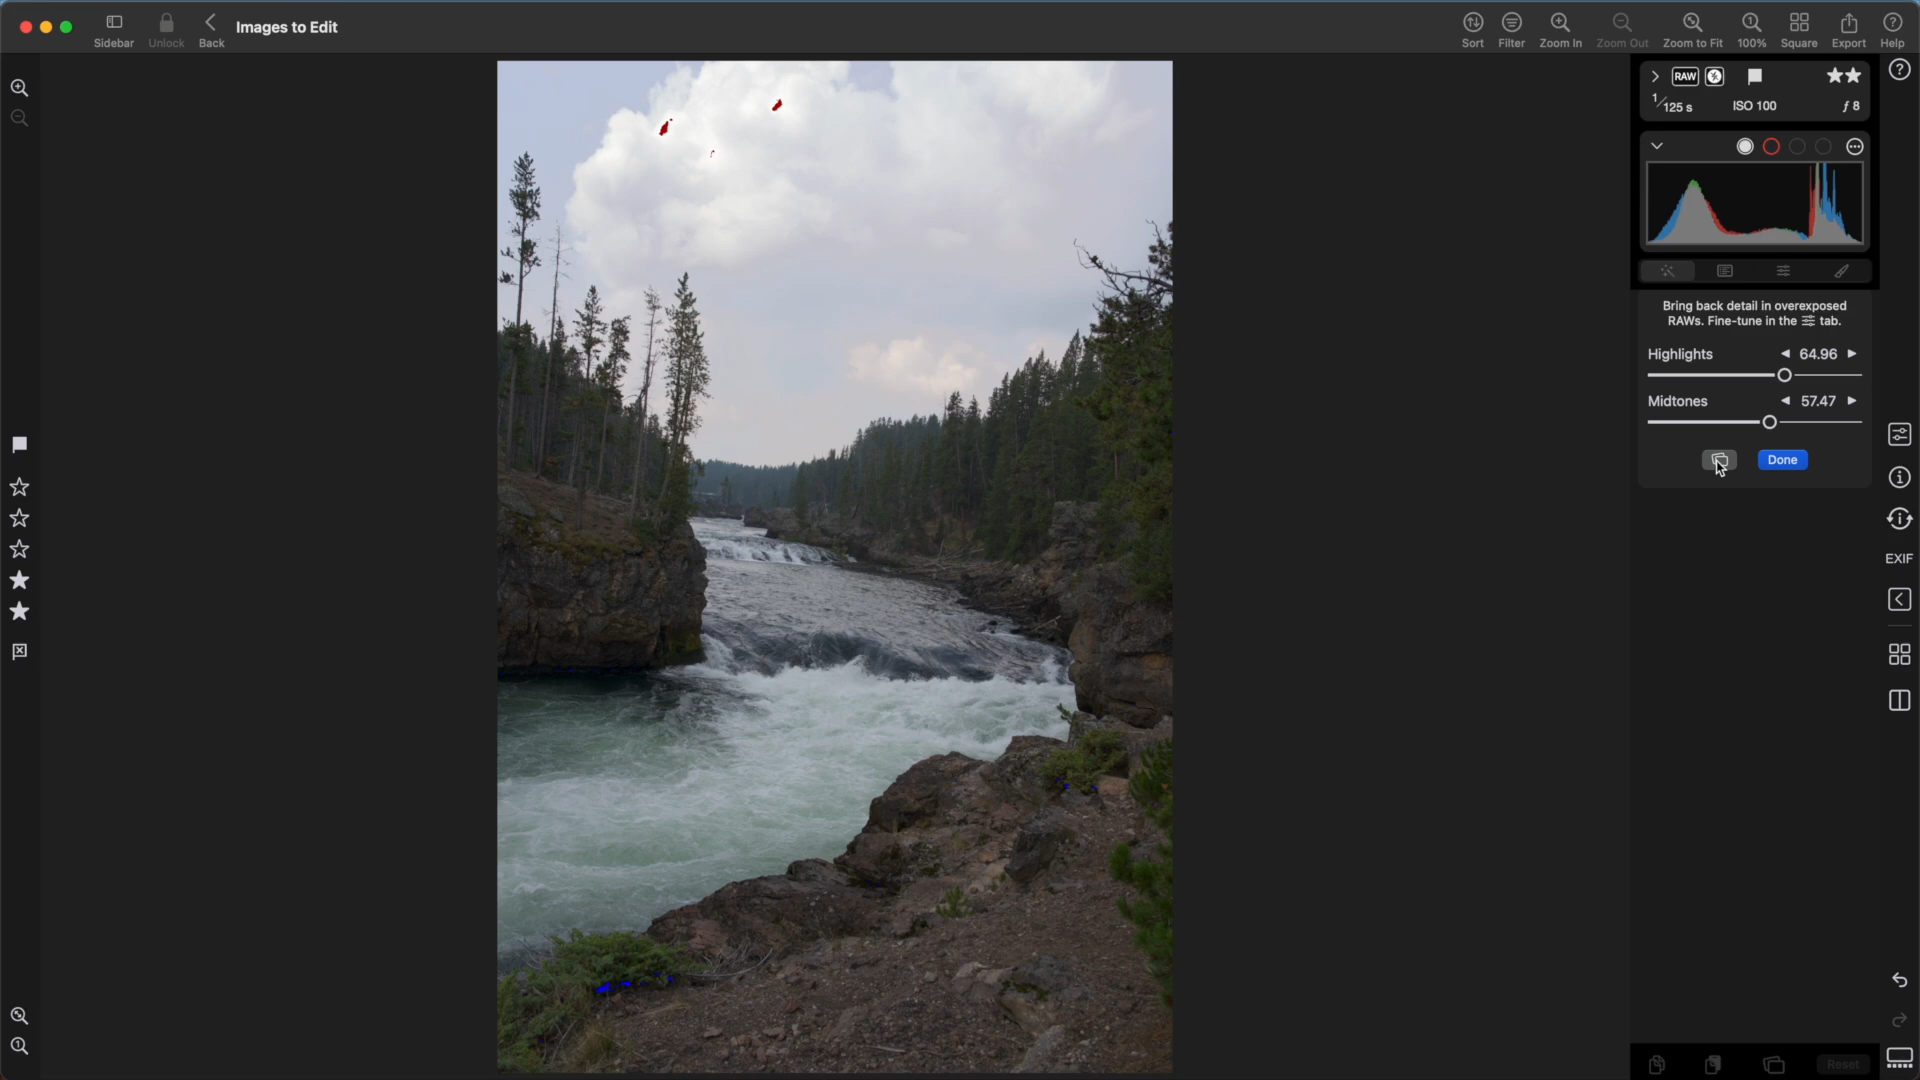 Images to Edit
Sidebar
Unlock
Back
Sort
Filter
Zoom In
Zoom Out
Zoom to Fit
100%
Square
Export
Help
RAW
1/125 s
ISO 100
ƒ 8
Bring back detail in overexposed
RAWs. Fine-tune in the tab.
Highlights
64.96
Midtones
57.47
Done
EXIF
Reset